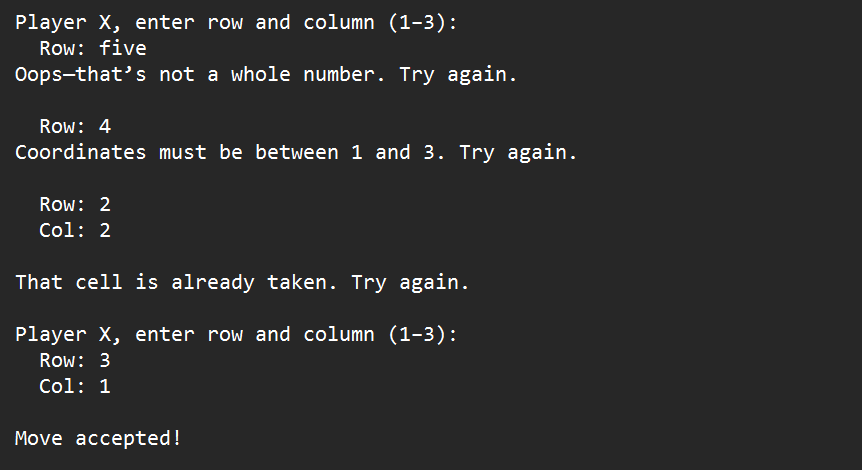 Player X, enter row and column (1–3):
Row: five
Oops—that’s not a whole number. Try again.
Row: 4
Coordinates must be between 1 and 3. Try again.
Row: 2
Col: 2
That cell is already taken. Try again.
Player X, enter row and column (1–3):
Row: 3
Col: 1
Move accepted!